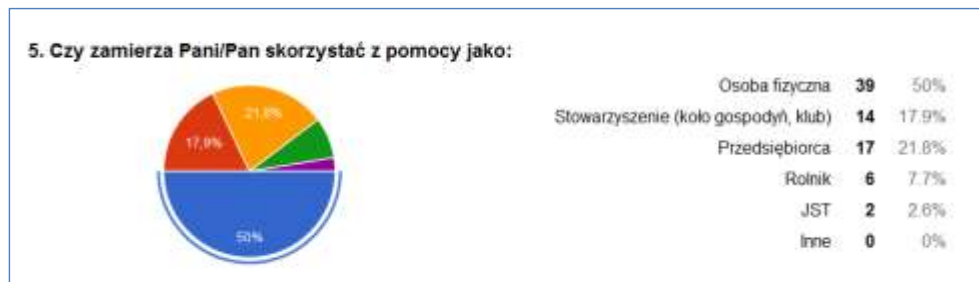 5. Czy zamierza Pani/Pan skorzystać z pomocy jako:
21,8%
17,9%
50%
Osoba fizyczna 39 50%
Stowarzyszenie (koło gospodyń, klub) 14 17.9%
Przedsiębiorca 17 21.8%
Rolnik 6 7.7%
JST 2 2.6%
Inne 0 0%